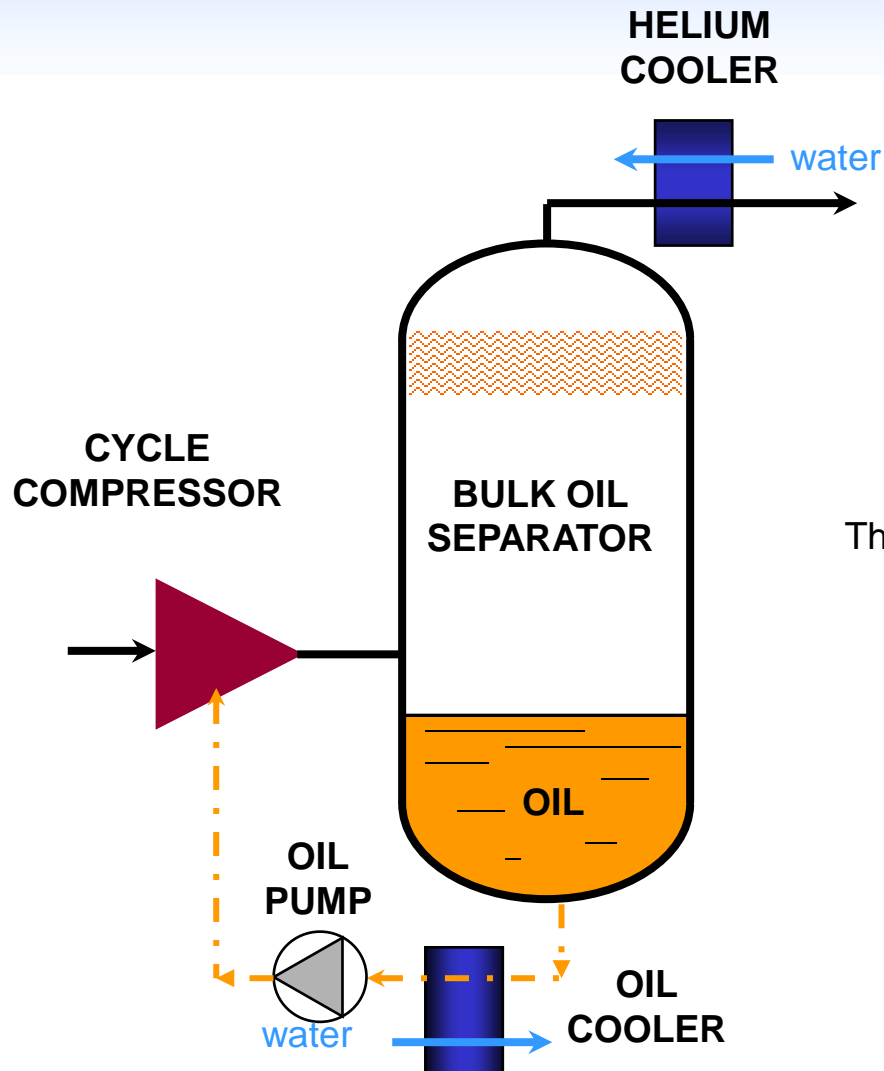 HELIUM
COOLER
water
CYCLE
COMPRESSOR
BULK OIL
SEPARATOR
Th
OIL
OIL
PUMP
water
OIL
COOLER